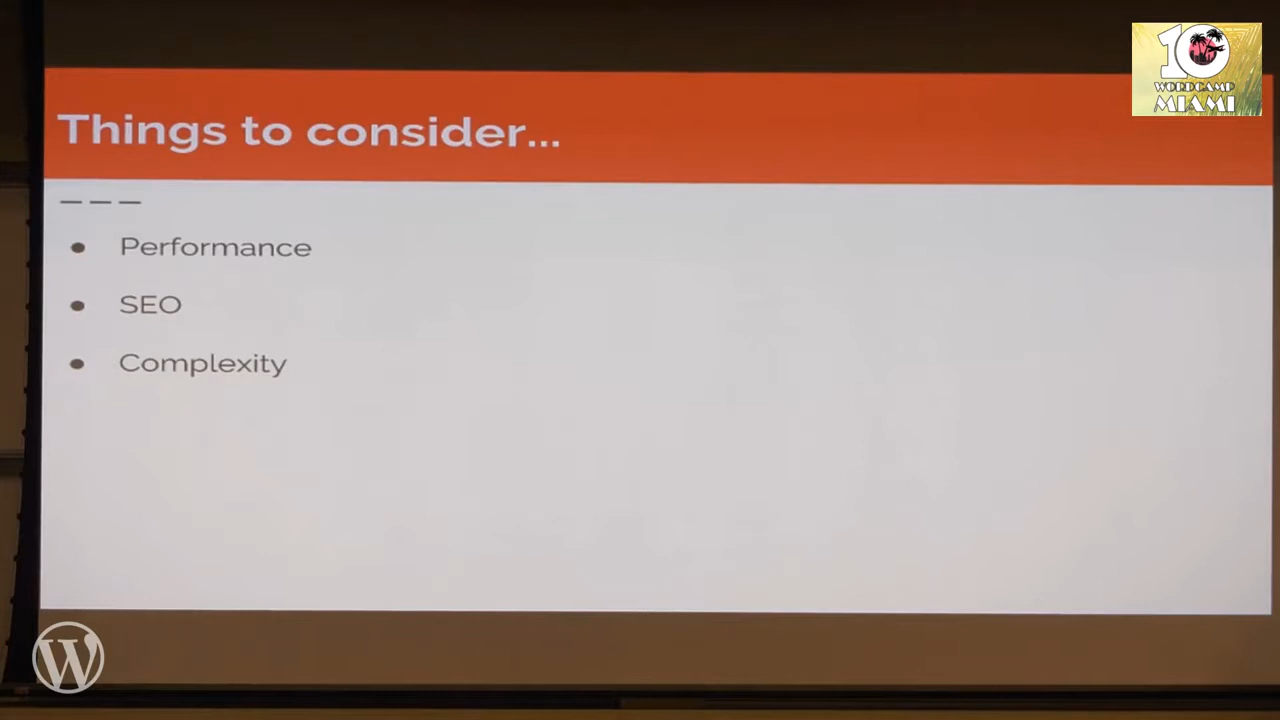 10
WORDCAMP
MIAMI
Things to consider...
Performance
SEO
Complexity